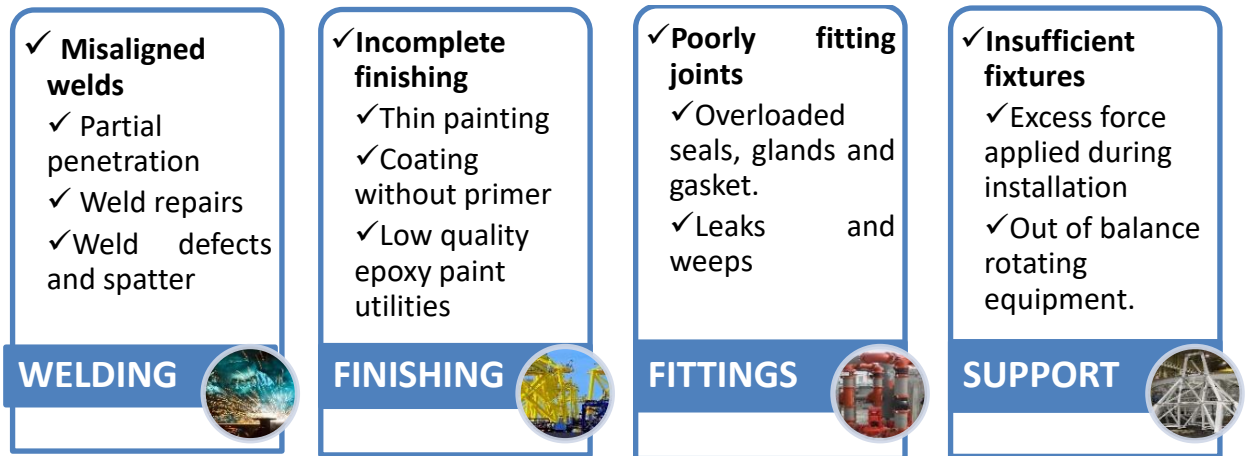 ✓ Misaligned
welds
✓ Partial
penetration
✓ Weld repairs
✓Weld defects
and spatter
WELDING
✓Incomplete
finishing
✓Thin painting
✓Coating
without primer
✓Low quality
epoxy paint
utilities
FINISHING
✓Poorly fitting
joints
✓Overloaded
seals, glands and
gasket.
✓Leaks and
weeps
FITTINGS
✓Insufficient
fixtures
✓Excess force
applied during
installation
✓Out of balance
rotating
equipment.
SUPPORT